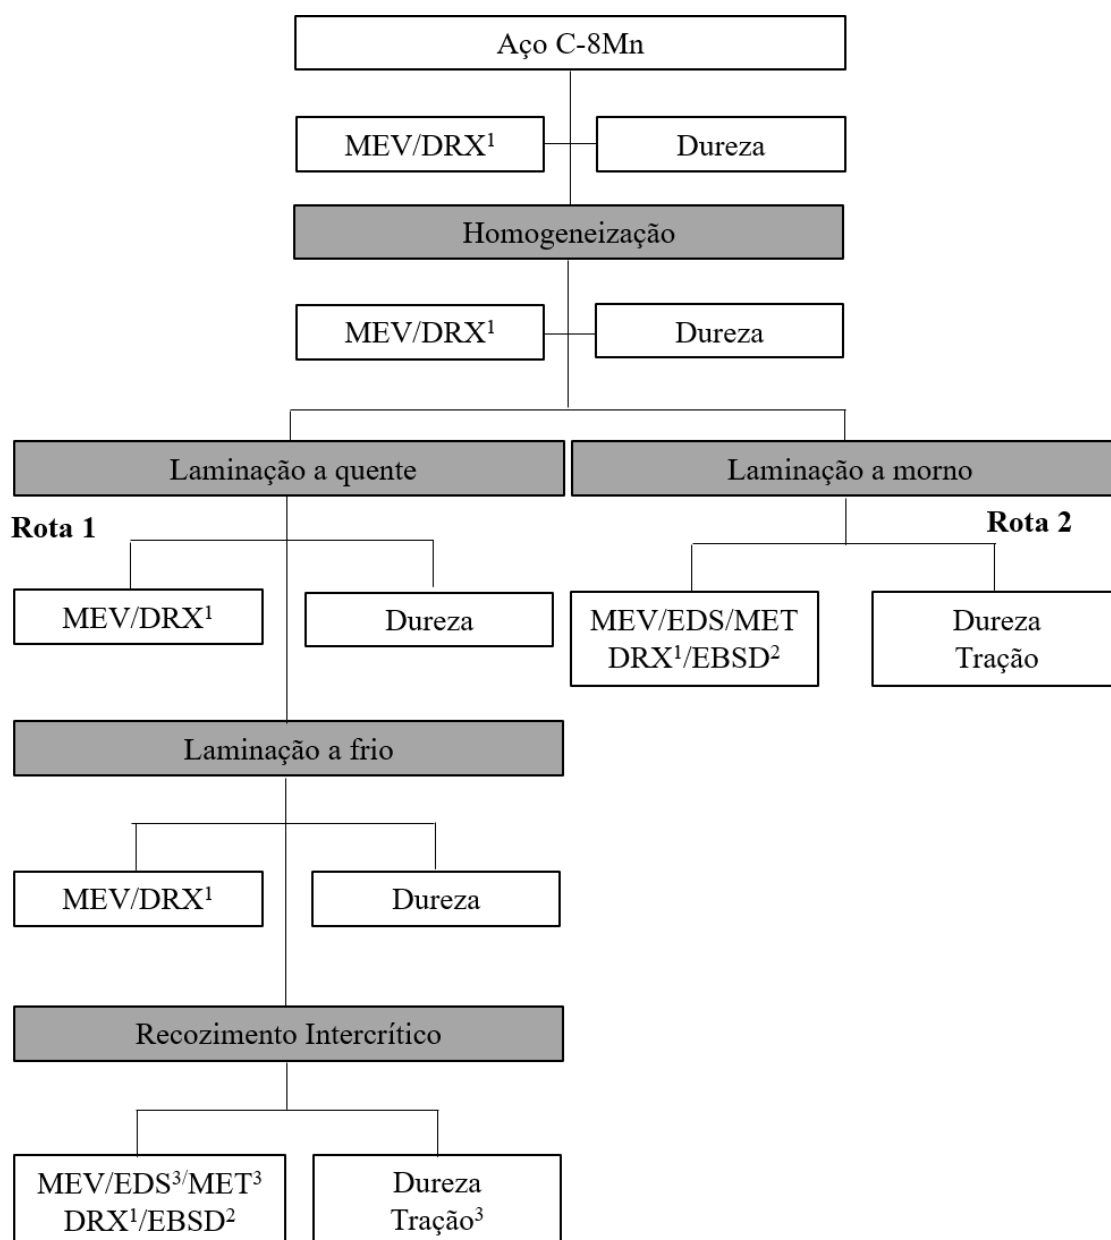 Aço C-8Mn
MEV/DRX¹
Dureza
Homogeneização
MEV/DRX¹
Dureza
Laminação a quente
Laminação a morno
Rota 1
Rota 2
MEV/DRX¹
Dureza
MEV/EDS/MET
DRX¹/EBSD²
Dureza
Tração
Laminação a frio
MEV/DRX¹
Dureza
Recozimento Intercrítico
MEV/EDS³/MET³
DRX¹/EBSD²
Dureza
Tração³